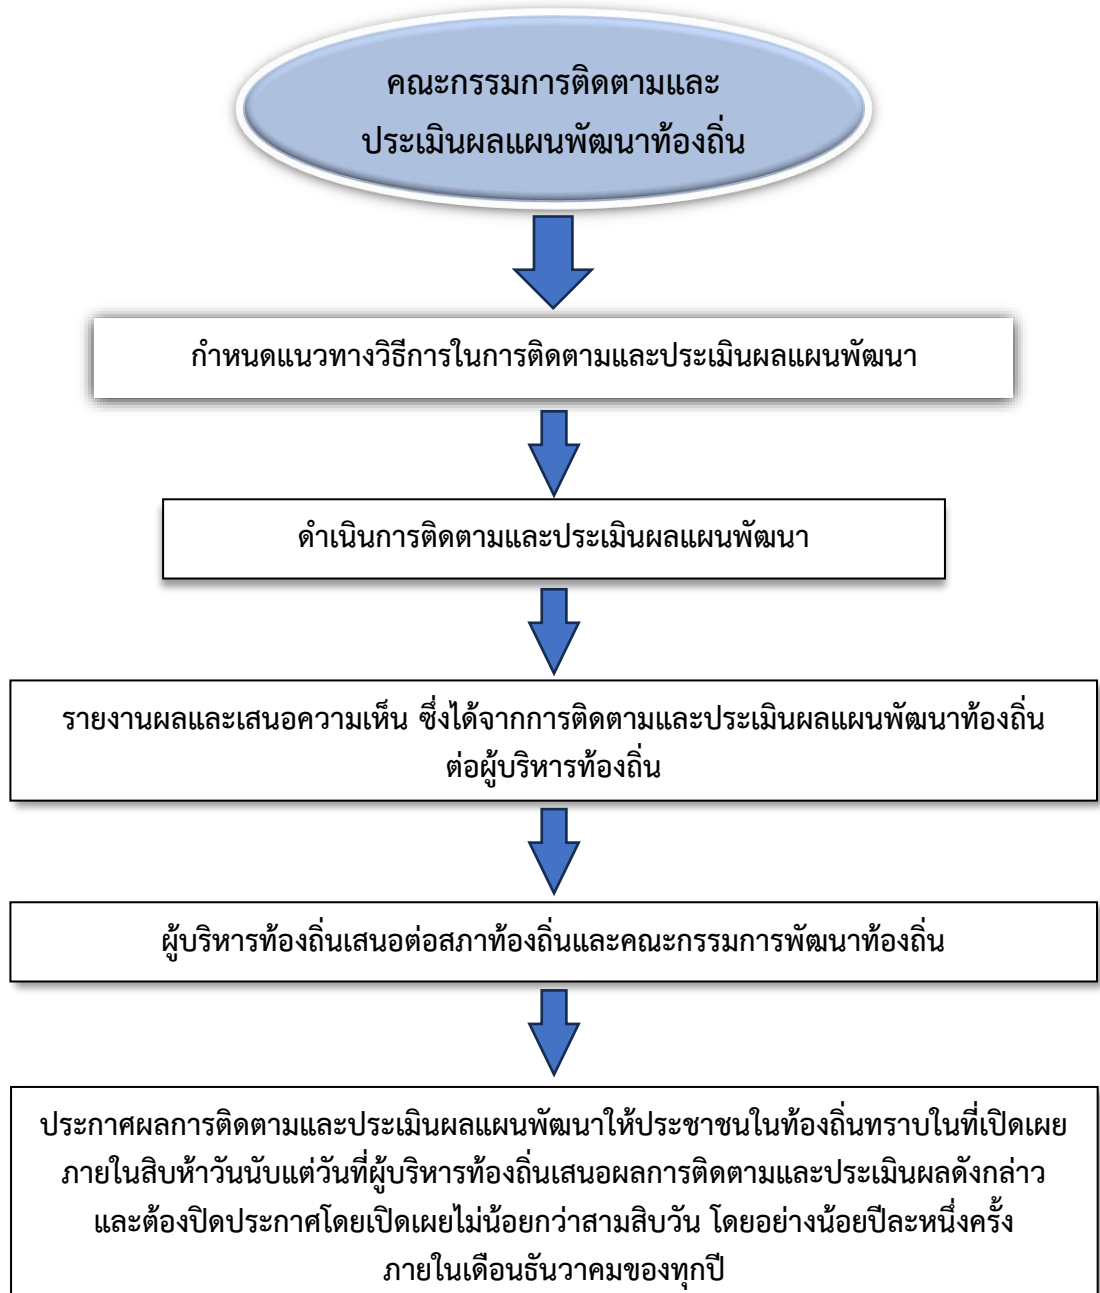 คณะกรรมการติดตามและ
ประเมินผลแผนพัฒนาท้องถิ่น
กำหนดแนวทางวิธีการในการติดตามและประเมินผลแผนพัฒนา
ดำเนินการติดตามและประเมินผลแผนพัฒนา
รายงานผลและเสนอความเห็น ซึ่งได้จากการติดตามและประเมินผลแผนพัฒนาท้องถิ่น
ต่อผู้บริหารท้องถิ่น
ผู้บริหารท้องถิ่นเสนอต่อสภาท้องถิ่นและคณะกรรมการพัฒนาท้องถิ่น
ประกาศผลการติดตามและประเมินผลแผนพัฒนาให้ประชาชนในท้องถิ่นทราบในที่เปิดเผย
ภายในสิบห้าวันนับแต่วันที่ผู้บริหารท้องถิ่นเสนอผลการติดตามและประเมินผลดังกล่าว
และต้องปิดประกาศโดยเปิดเผยไม่น้อยกว่าสามสิบวัน โดยอย่างน้อยปีละหนึ่งครั้ง
ภายในเดือนธันวาคมของทุกปี